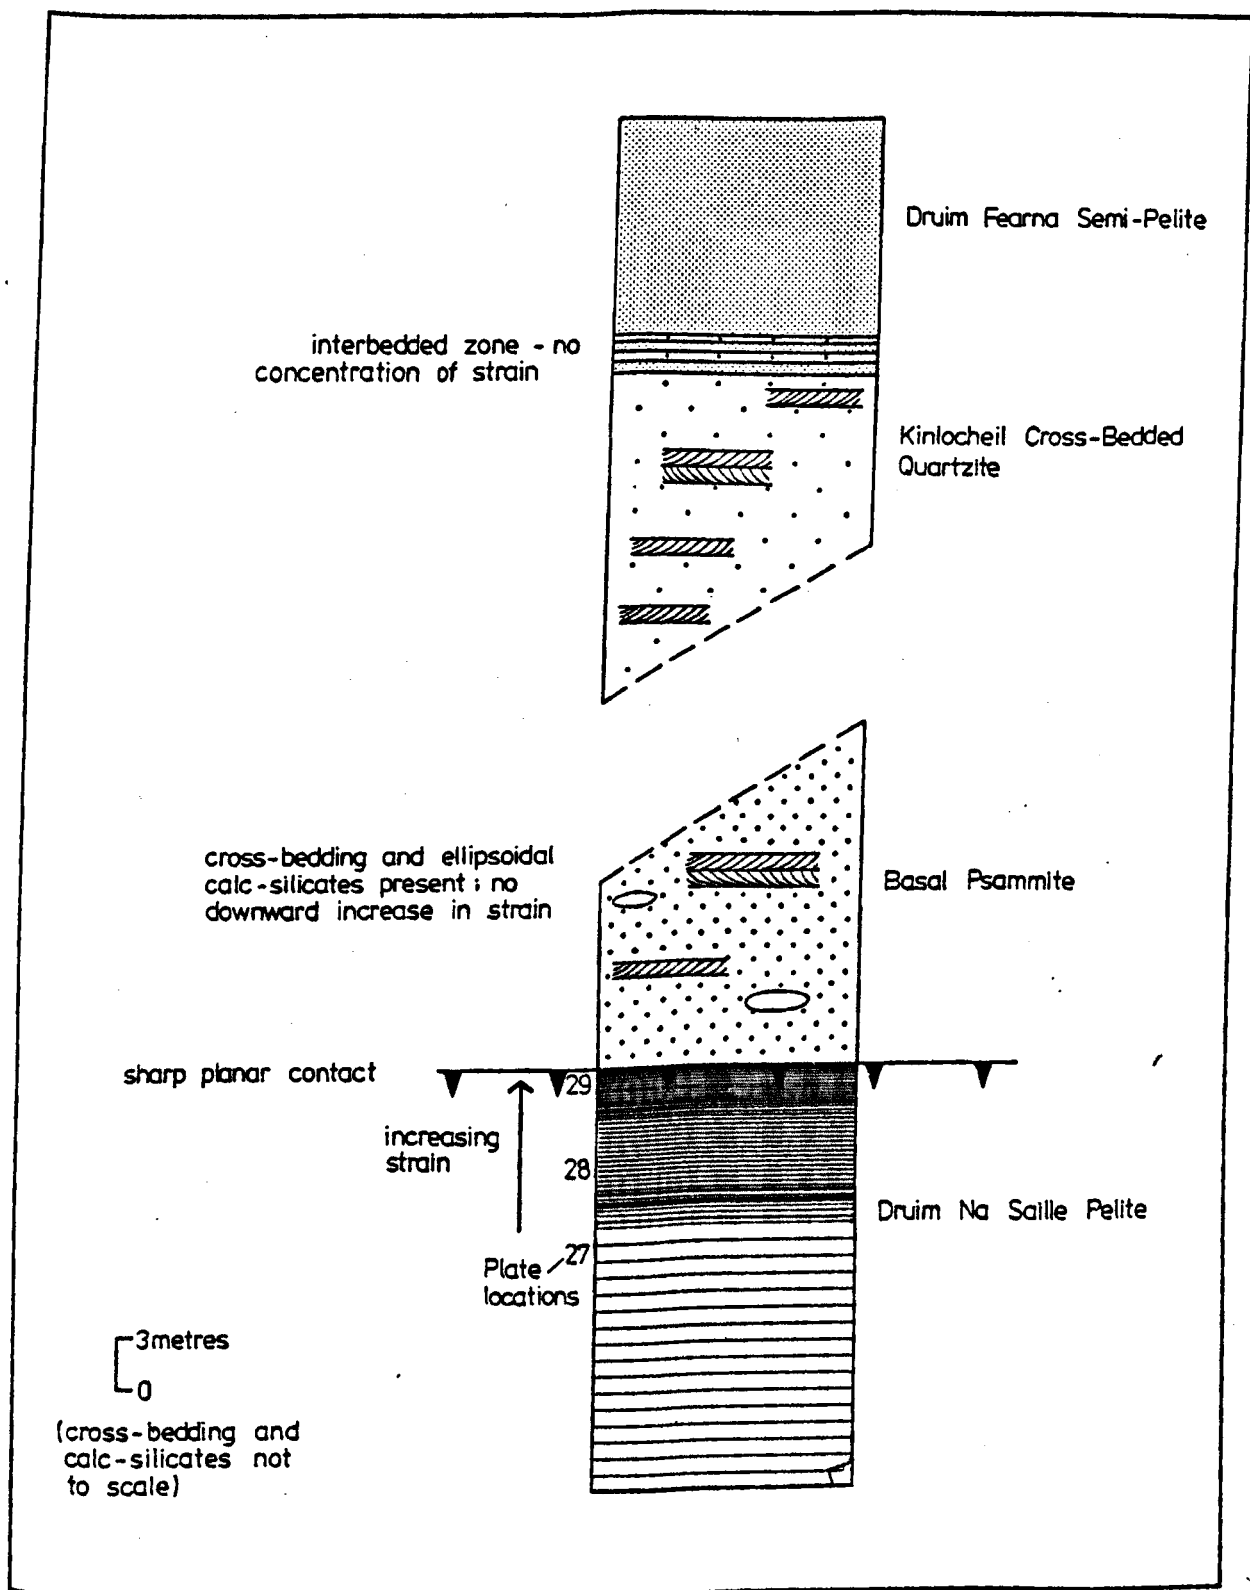 Druim Fearna Semi-Pelite
interbedded zone - no
concentration of strain
Kinlocheil Cross-Bedded
Quartzite
cross-bedding and ellipsoidal
calc-silicates present ; no
downward increase in strain
Basal Psammite
sharp planar contact
29
increasing
strain
28
Druim Na Saille Pelite
27
Plate
locations
3metres
0
(cross-bedding and
calc-silicates not
to scale)